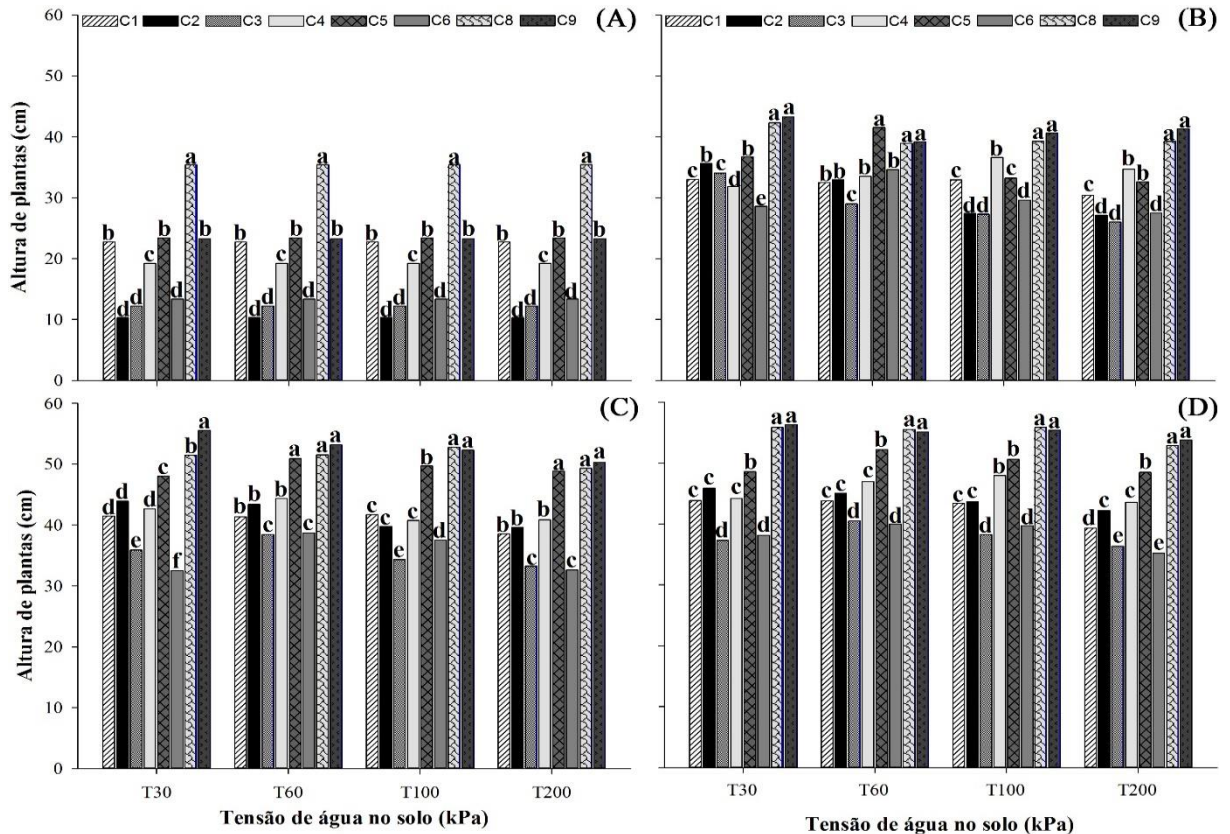 C1 C2 C3 C4 C5 C6 C8 C9 (A)
60
50
40
30
20
10
0
Altura de plantas (cm)
b d d c b d a b
b d d c b d a b
b d d c b d a b
b d d c b d a b
C1 C2 C3 C4 C5 C6 C8 C9 (B)
c b c d b e a a
b b c b a b a a
c d d b c d a a
c d d b b d a a
(C)
60
50
40
30
20
10
0
Altura de plantas (cm)
d d e d c f b a
b b c b a c a a
c c e c b d a a
b b c b a c a a
T30 T60 T100 T200
Tensão de água no solo (kPa)
(D)
c c d c b d a a
c c d c b d a a
c c d b b d a a
d c e c b e a a
T30 T60 T100 T200
Tensão de água no solo (kPa)